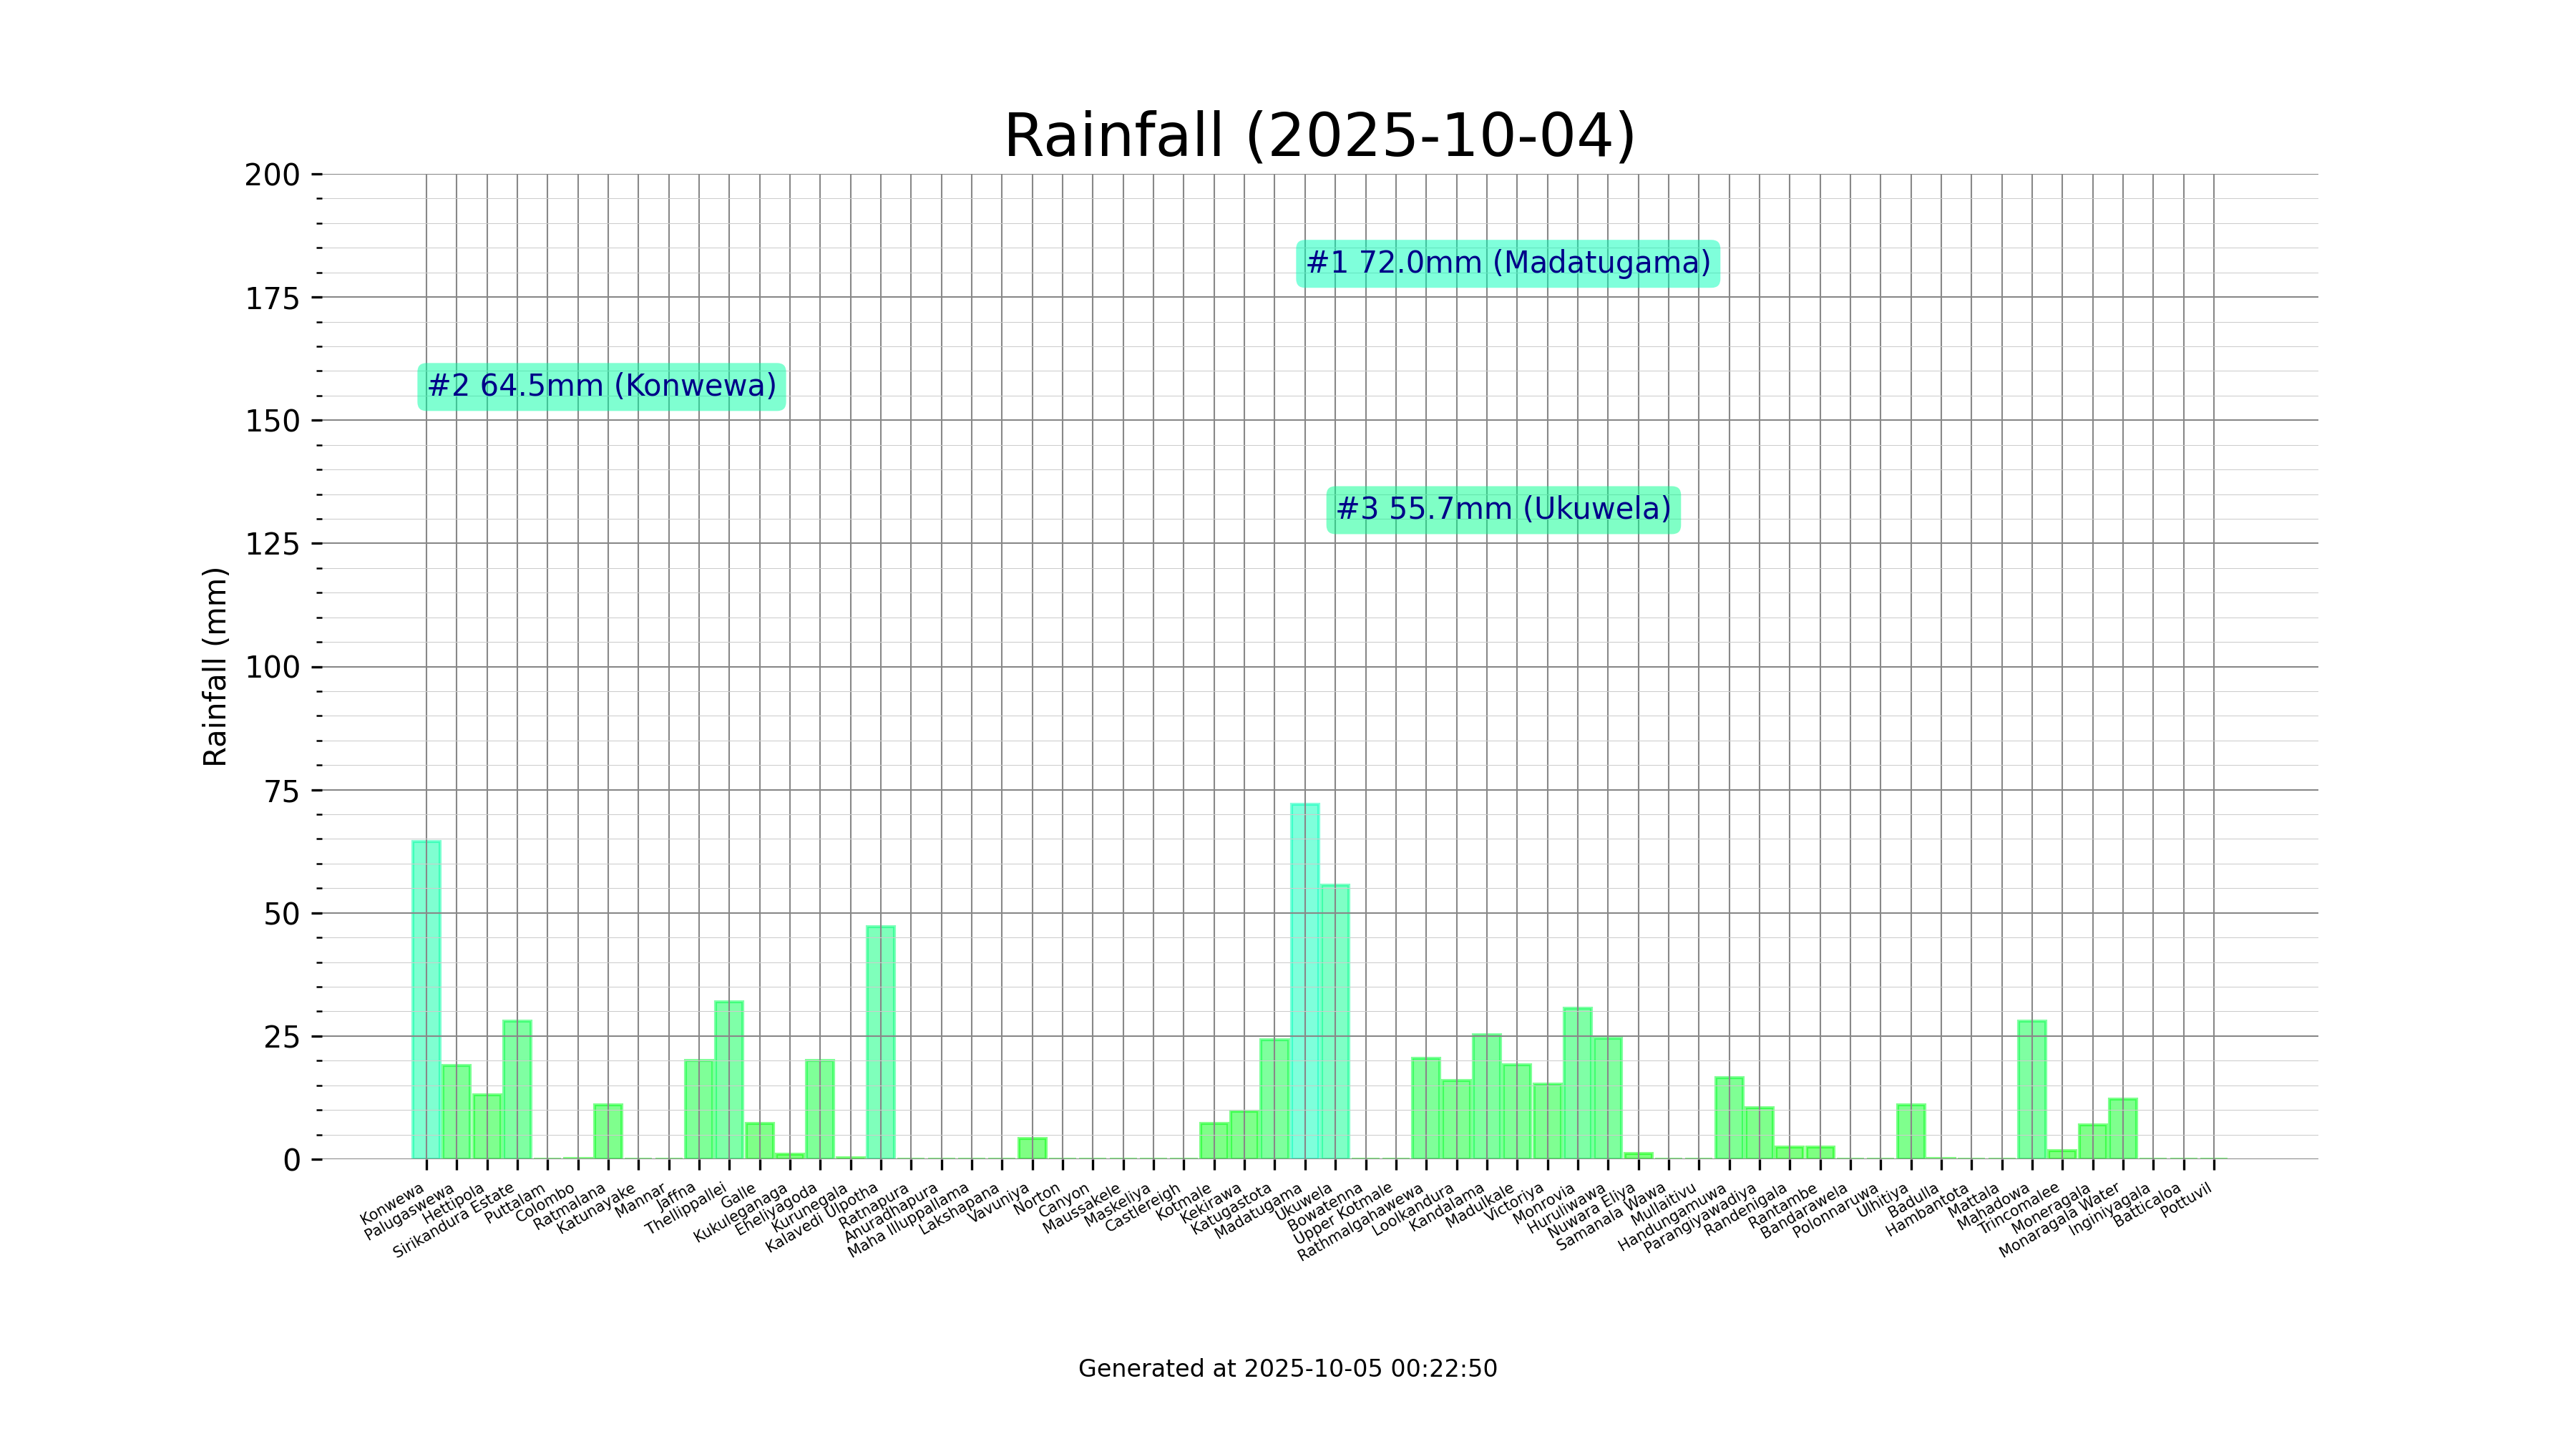 Rainfall (2025-10-04)
200
175
150
125
100
75
50
25
0
Rainfall (mm)
#1 72.0mm (Madatugama)
#2 64.5mm (Konwewa)
#3 55.7mm (Ukuwela)
Konwewa
Palugaswewa
Hettipola
Sirikandura Estate
Puttalam
Colombo
Ratmalana
Katunayake
Mannar
Jaffna
Thellippallei
Galle
Kukuleganaga
Eheliyagoda
Kurunegala
Kalavedi Ulpotha
Ratnapura
Anuradhapura
Maha Illuppallama
Lakshapana
Vavuniya
Norton
Canyon
Maussakele
Maskeliya
Castlereigh
Kotmale
Kekirawa
Katugastota
Madatugama
Ukuwela
Bowatenna
Upper Kotmale
Rathmalgahawewa
Loolkandura
Kandalama
Madulkale
Victoriya
Monrovia
Huruliwawa
Nuwara Eliya
Samanala Wawa
Mullaitivu
Handungamuwa
Parangiyawadiya
Randenigala
Rantambe
Bandarawela
Polonnaruwa
Ulhitiya
Badulla
Hambantota
Mattala
Mahadowa
Trincomalee
Moneragala
Monaragala Water
Inginiyagala
Batticaloa
Pottuvil
Generated at 2025-10-05 00:22:50